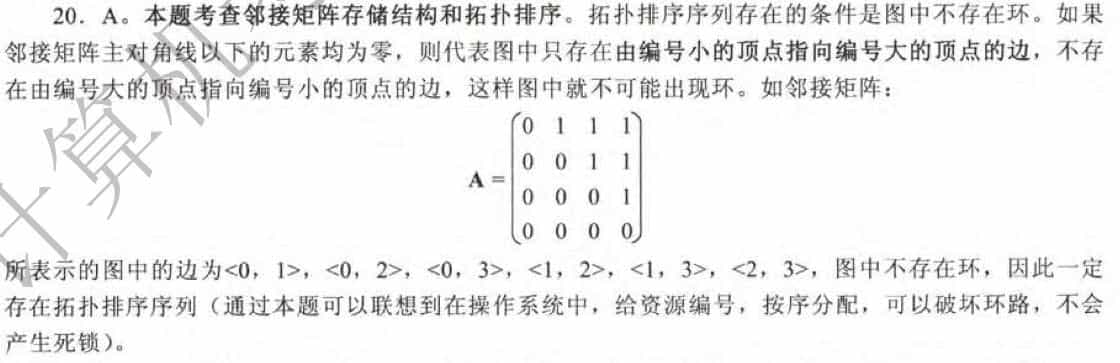 20．A。本题考查邻接矩阵存储结构和拓扑排序。拓扑排序序列存在的条件是图中不存在环。如果
邻接矩阵主对角线以下的元素均为零，则代表图中只存在由编号小的顶点指向编号大的顶点的边，不存
在由编号大的顶点指向编号小的顶点的边，这样图中就不可能出现环。如邻接矩阵：
0 1 1 1
0 0 1 1
A =
0 0 0 1
0 0 0 0
所表示的图中的边为<0，1>，<0，2>，<0，3>，<1，2>，<1，3>，<2，3>，图中不存在环，因此一定
存在拓扑排序序列（通过本题可以联想到在操作系统中，给资源编号，按序分配，可以破坏环路，不会
产生死锁）。
计算机